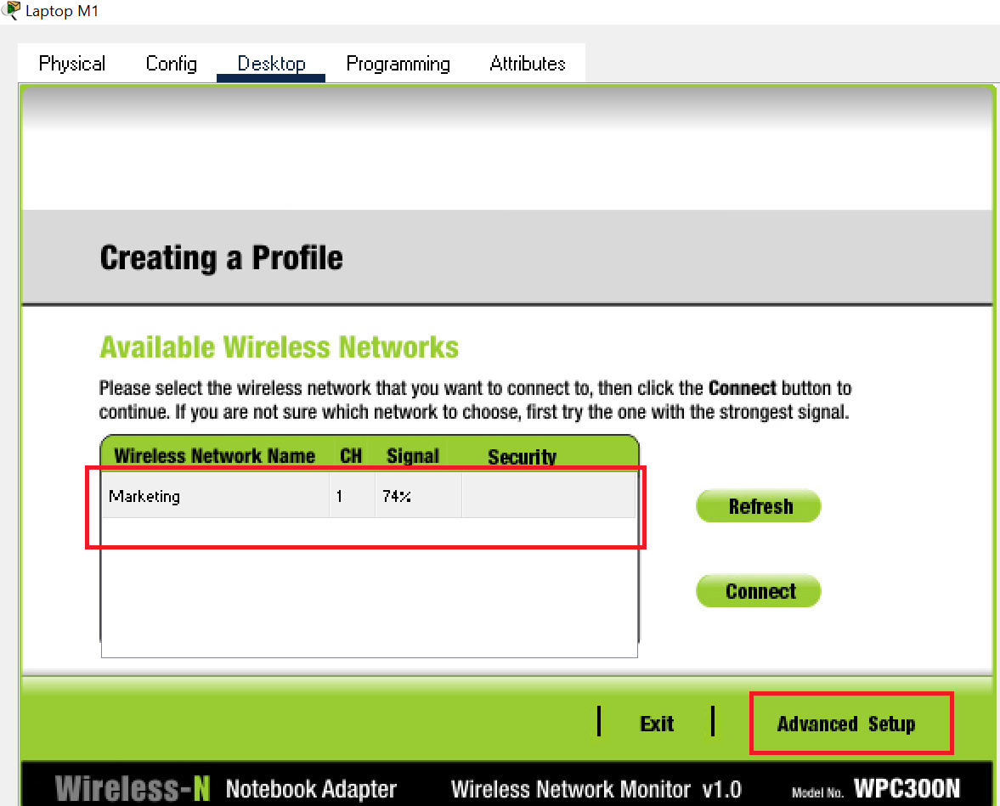 Laptop M1
Physical Config Desktop Programming Attributes
Creating a Profile
Available Wireless Networks
Please select the wireless network that you want to connect to, then click the Connect button to
continue. If you are not sure which network to choose, first try the one with the strongest signal.
Wireless Network Name CH Signal Security
Marketing 1 74%
Refresh
Connect
Exit Advanced Setup
Wireless-N Notebook Adapter Wireless Network Monitor v1.0 Model No. WPC300N